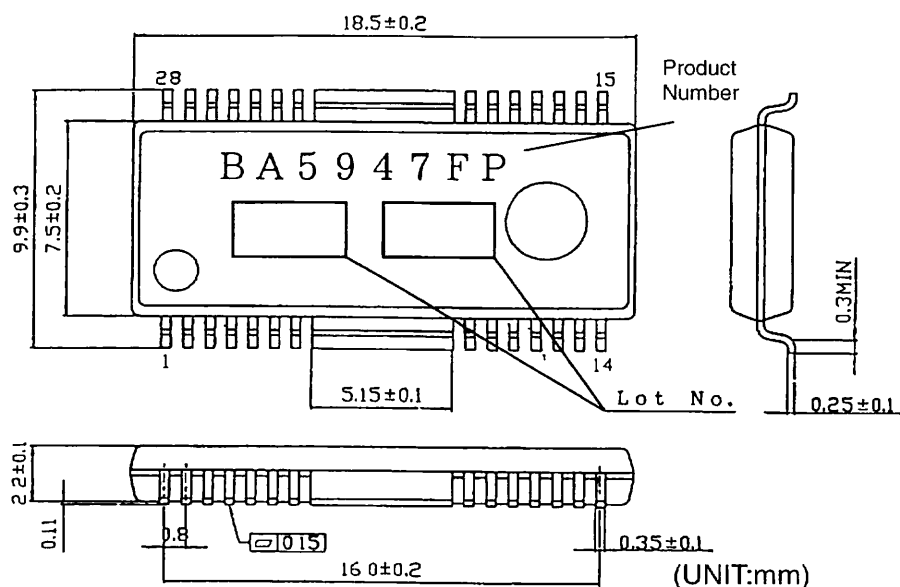 18.5±0.2
28
15
Product
Number
BA5947FP
9.9±0.3
7.5±0.2
0.3MIN
1
14
5.15±0.1
Lot No.
0.25±0.1
2.2±0.1
0.11
0.8
0.15
0.35±0.1
16.0±0.2
(UNIT:mm)